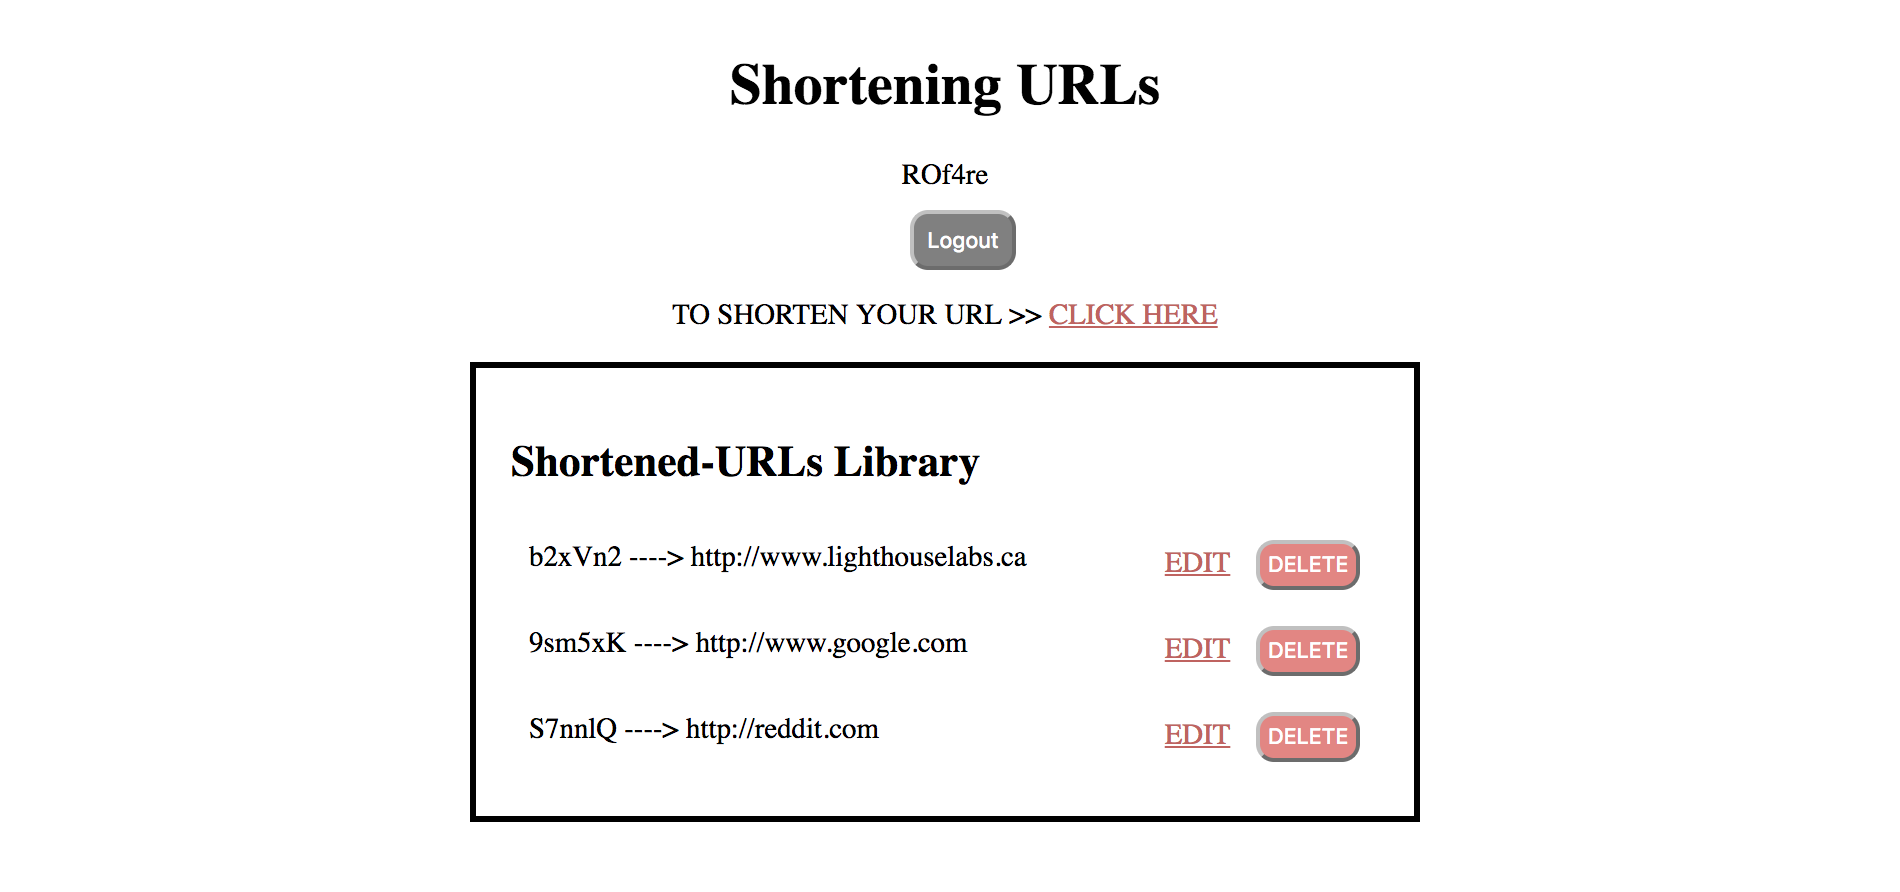 Shortening URLs
ROf4re
Logout
TO SHORTEN YOUR URL >> CLICK HERE
Shortened-URLs Library
b2xVn2 ----> http://www.lighthouselabs.ca EDIT DELETE
9sm5xK ----> http://www.google.com EDIT DELETE
S7nnlQ ----> http://reddit.com EDIT DELETE